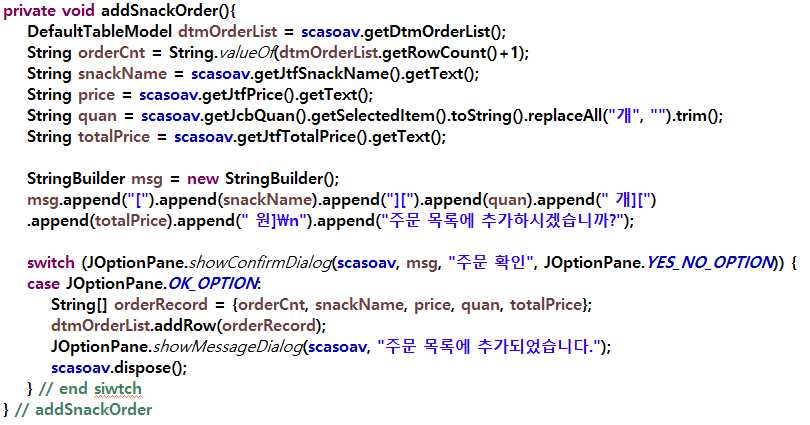 private void addSnackOrder(){
DefaultTableModel dtmOrderList = scasoav.getDtmOrderList();
String orderCnt = String.valueOf(dtmOrderList.getRowCount()+1);
String snackName = scasoav.getJtfSnackName().getText();
String price = scasoav.getJtfPrice().getText();
String quan = scasoav.getJcbQuan().getSelectedItem().toString().replaceAll("개", "").trim();
String totalPrice = scasoav.getJtfTotalPrice().getText();
StringBuilder msg = new StringBuilder();
msg.append("[").append(snackName).append("][").append(quan).append(" 개][")
.append(totalPrice).append(" 원]₩n").append("주문 목록에 추가하시겠습니까?");
switch (JOptionPane.showConfirmDialog(scasoav, msg, "주문 확인", JOptionPane.YES_NO_OPTION)) {
case JOptionPane.OK_OPTION:
String[] orderRecord = {orderCnt, snackName, price, quan, totalPrice};
dtmOrderList.addRow(orderRecord);
JOptionPane.showMessageDialog(scasoav, "주문 목록에 추가되었습니다.");
scasoav.dispose();
} // end siwtch
} // addSnackOrder